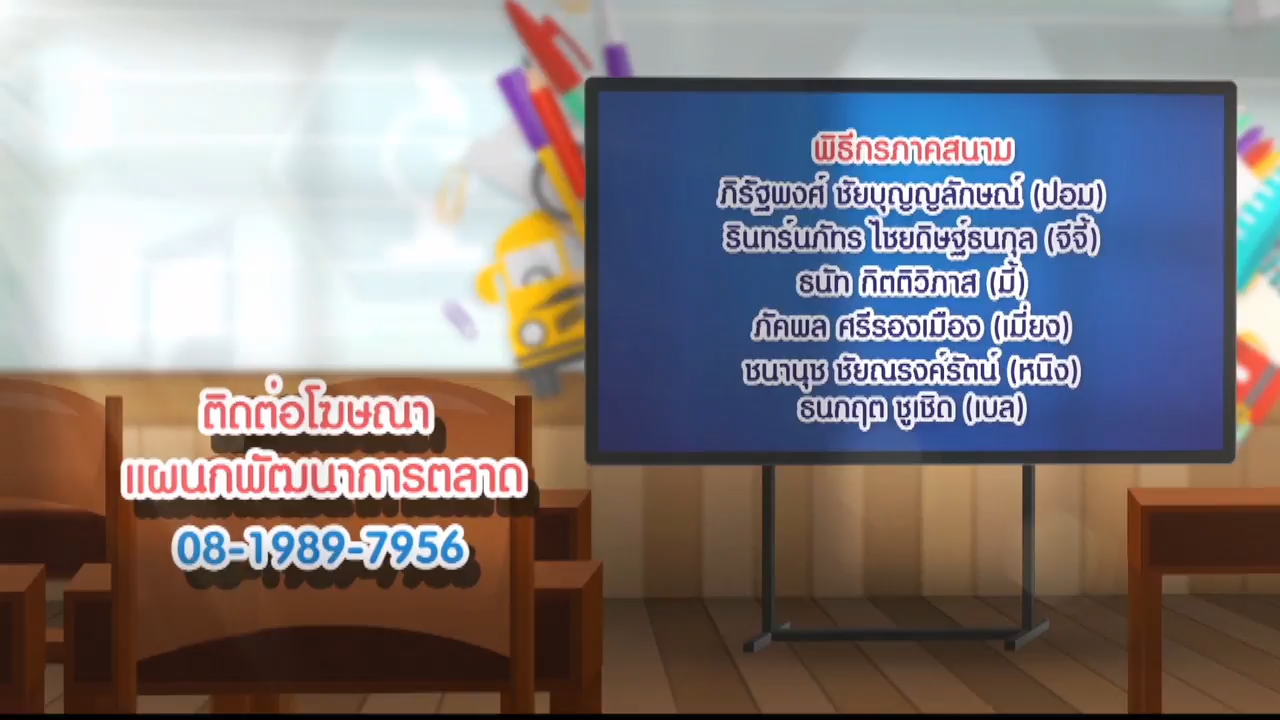 พิธีกรภาคสนาม
ภิรัฐพงศ์ ชัยบุญญลักษณ์ (ปอม)
รินทร์นภัทร ไชยดิษฐ์ธนกุล (จีจี้)
ธนัท กิตติวิภาส (มี้)
ภัคพล ศรีรองเมือง (เมี่ยง)
ชนานุช ชัยณรงค์รัตน์ (หนิง)
ธนกฤต ชูเชิด (เบล)
ติดต่อโฆษณา
แผนกพัฒนาการตลาด
08-1989-7956